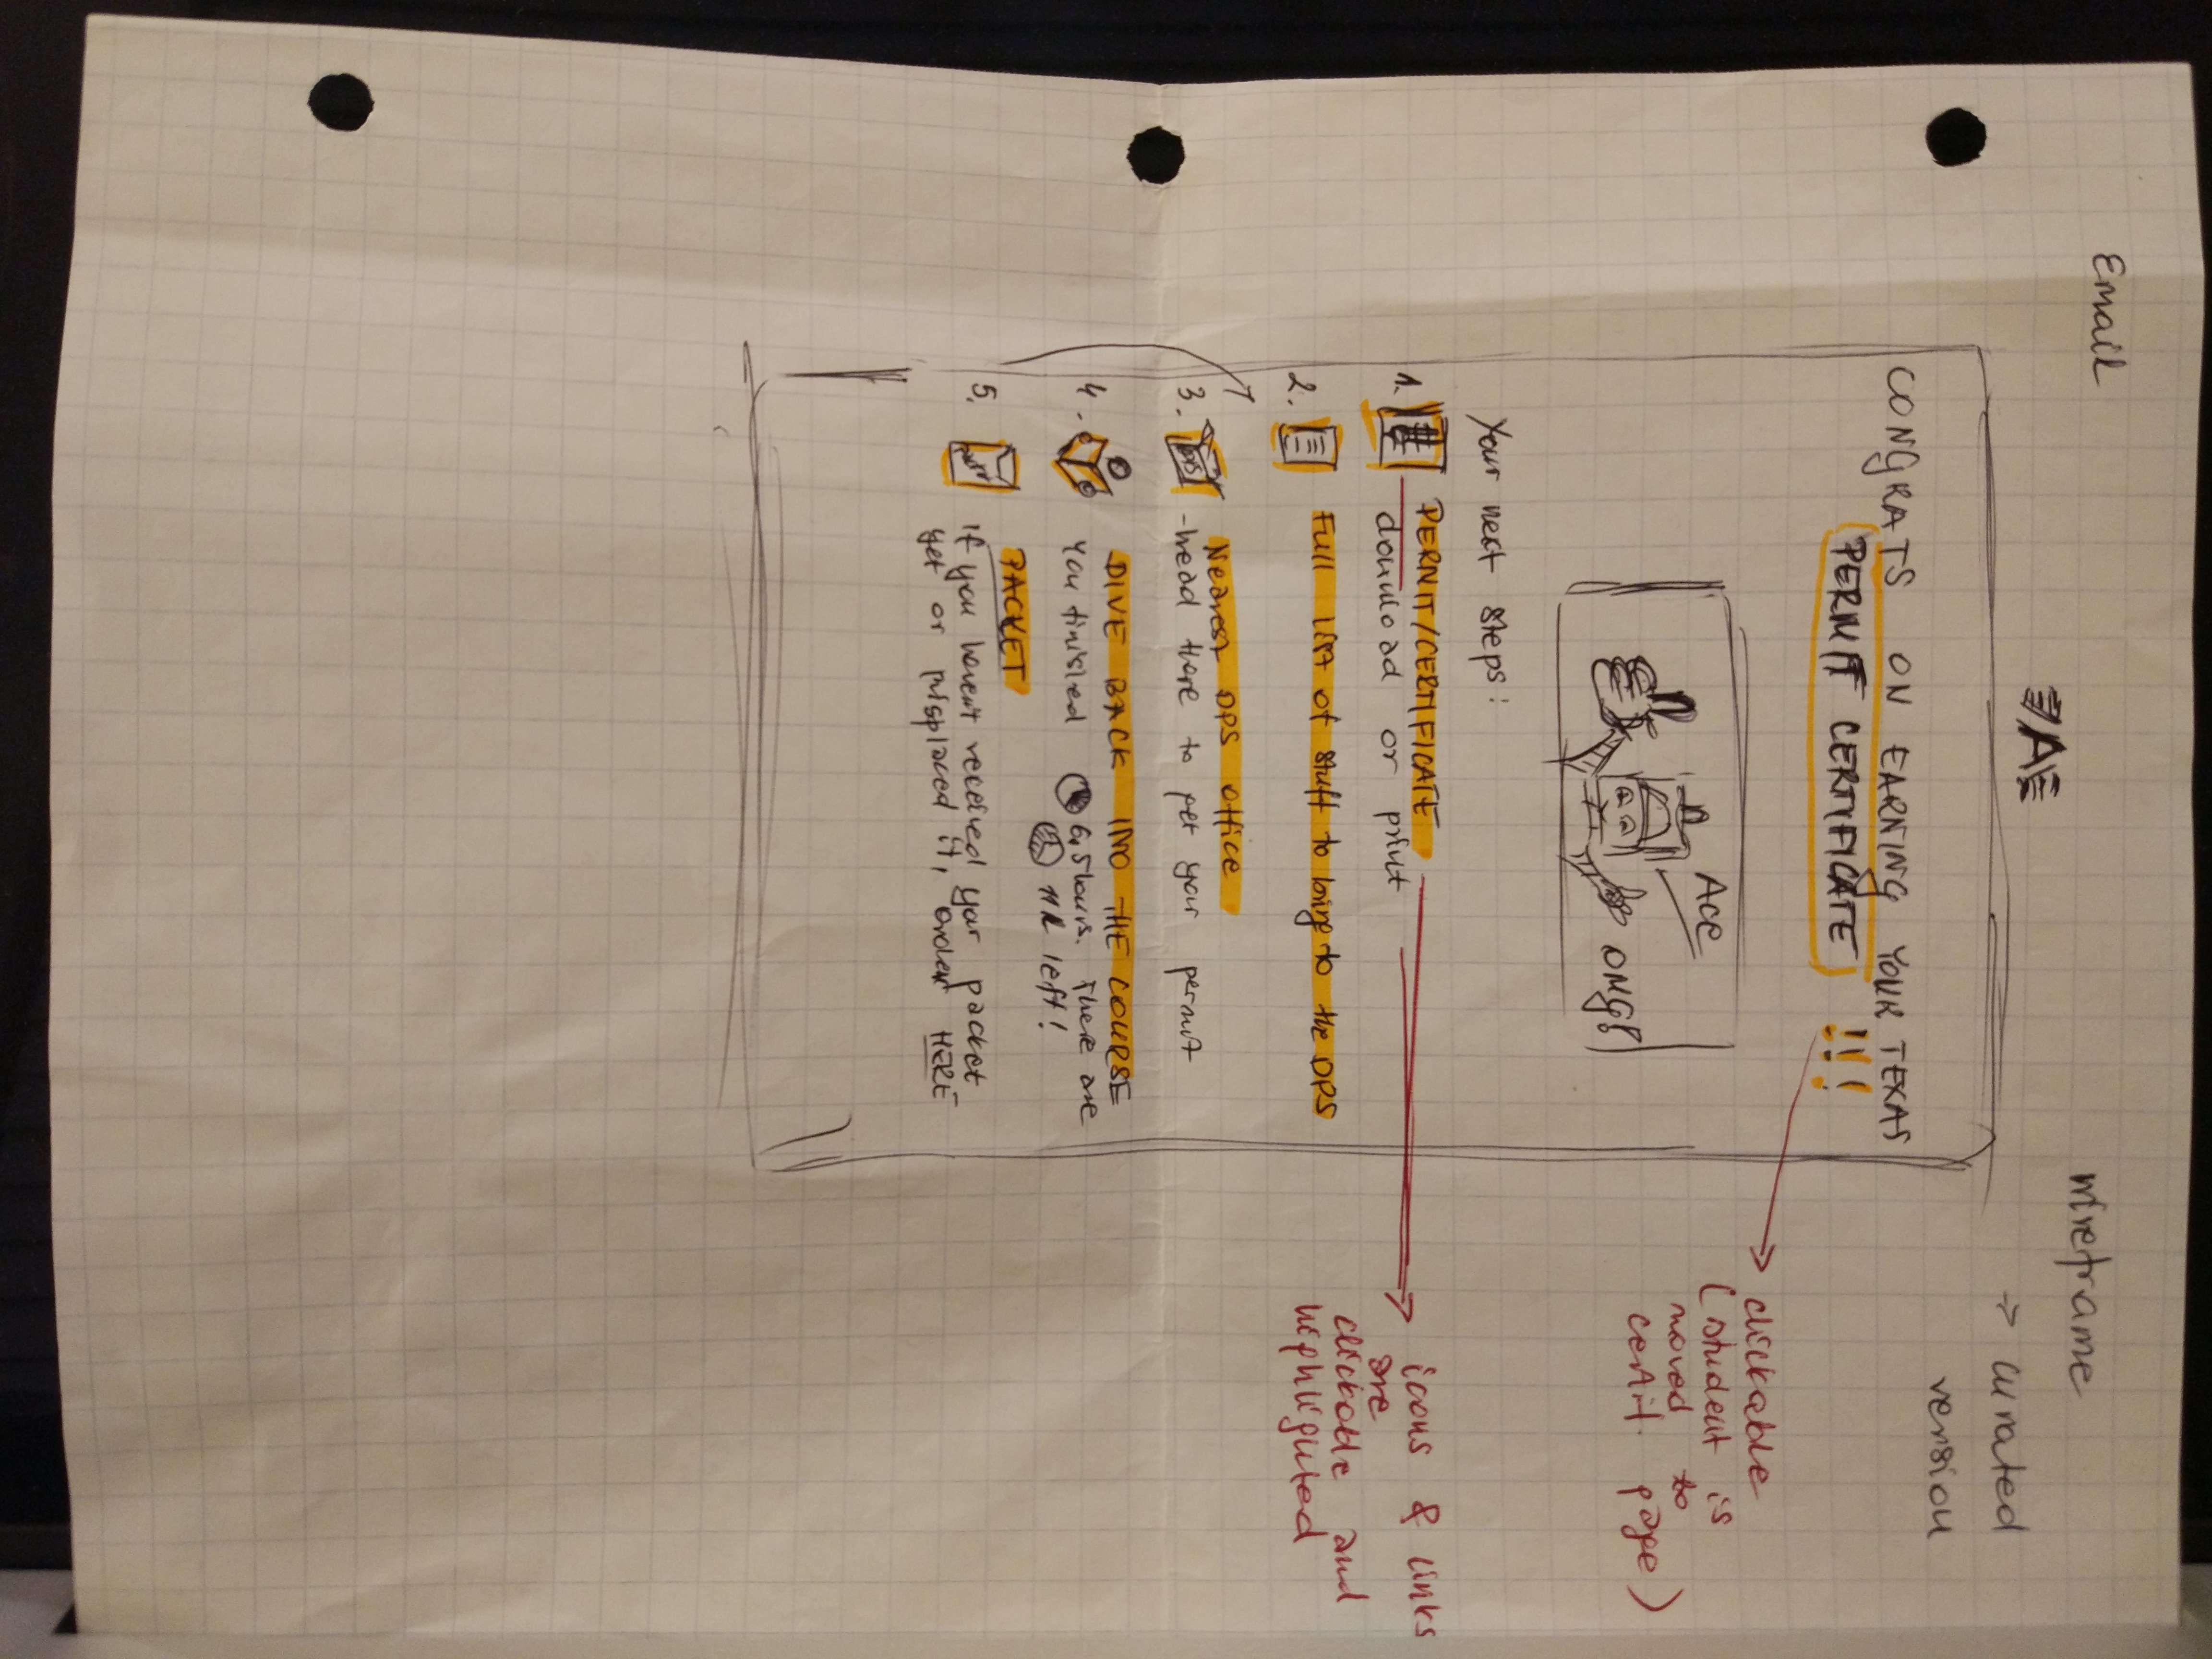 Email
wireframe
-> curated
version
A
CONGRATS ON EARNING YOUR TEXAS
PERMIT CERTIFICATE !!!
clickable
(student is
moved to
certif. page)
Ace
OMG!
Your next steps:
1. PERMIT/CERTIFICATE
download or print
icons & links
are
clickable and
highlighted
2. Full list of stuff to bring to the DPS
3. DPS Nearest DPS office
-head there to get your permit
4. DIVE BACK INTO THE COURSE
You finished 6,5 hours. There are
11R left!
5. PACKET
If you haven't received your packet
yet or misplaced it, order HERE